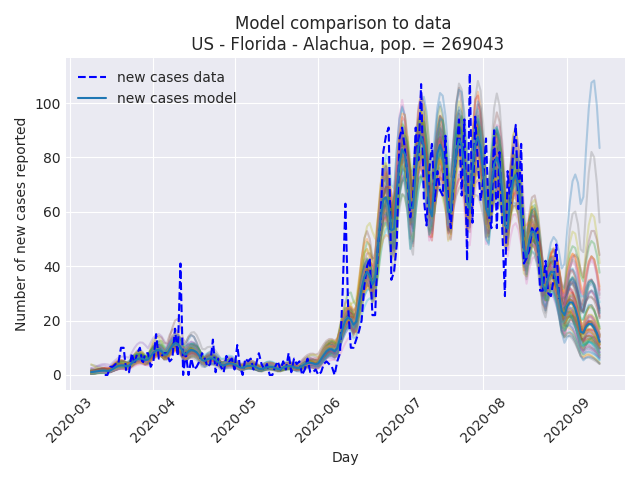 Model comparison to data
US - Florida - Alachua, pop. = 269043
new cases data
new cases model
Number of new cases reported
100
80
60
40
20
0
2020-03
2020-04
2020-05
2020-06
2020-07
2020-08
2020-09
Day